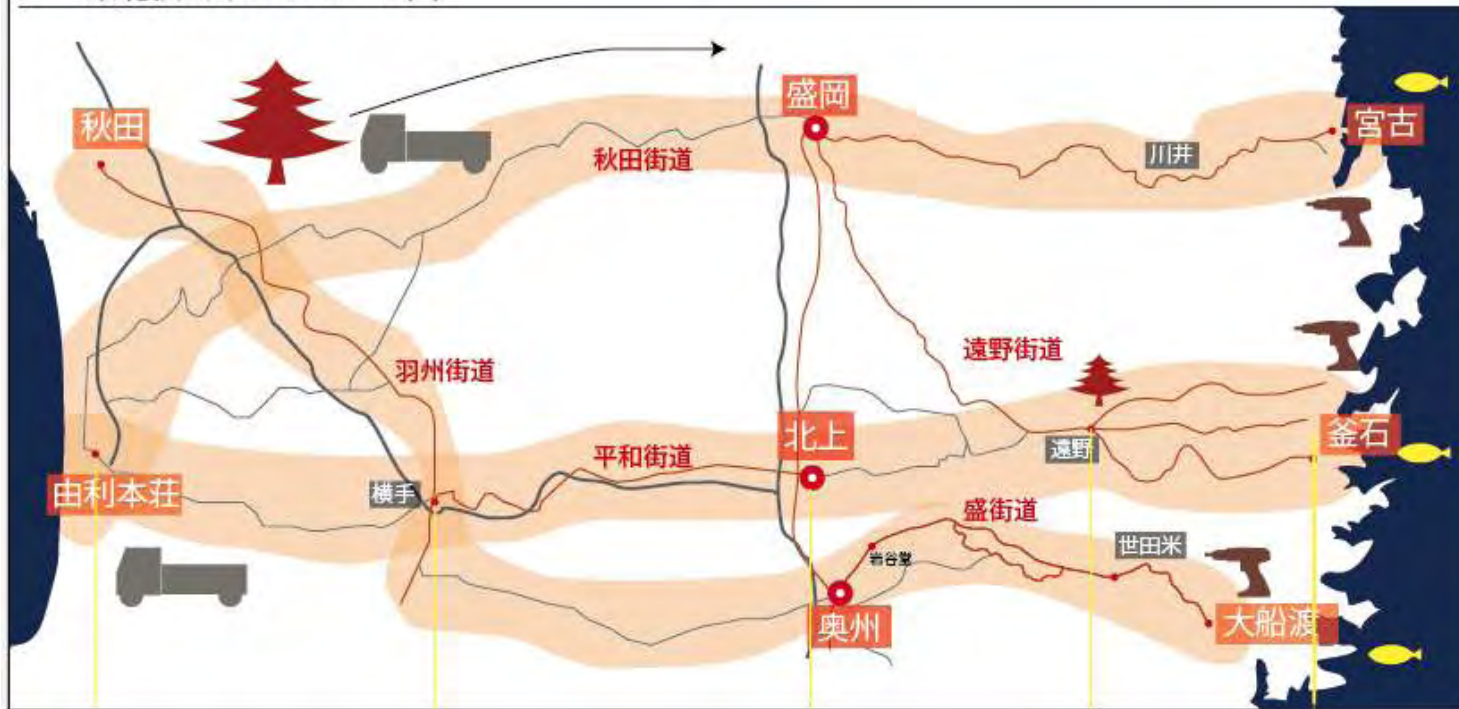 盛岡
秋田
宮古
川井
秋田街道
遠野街道
羽州街道
北上
釜石
遠野
平和街道
由利本荘
横手
盛街道
世田米
岩谷堂
大船渡
奥州